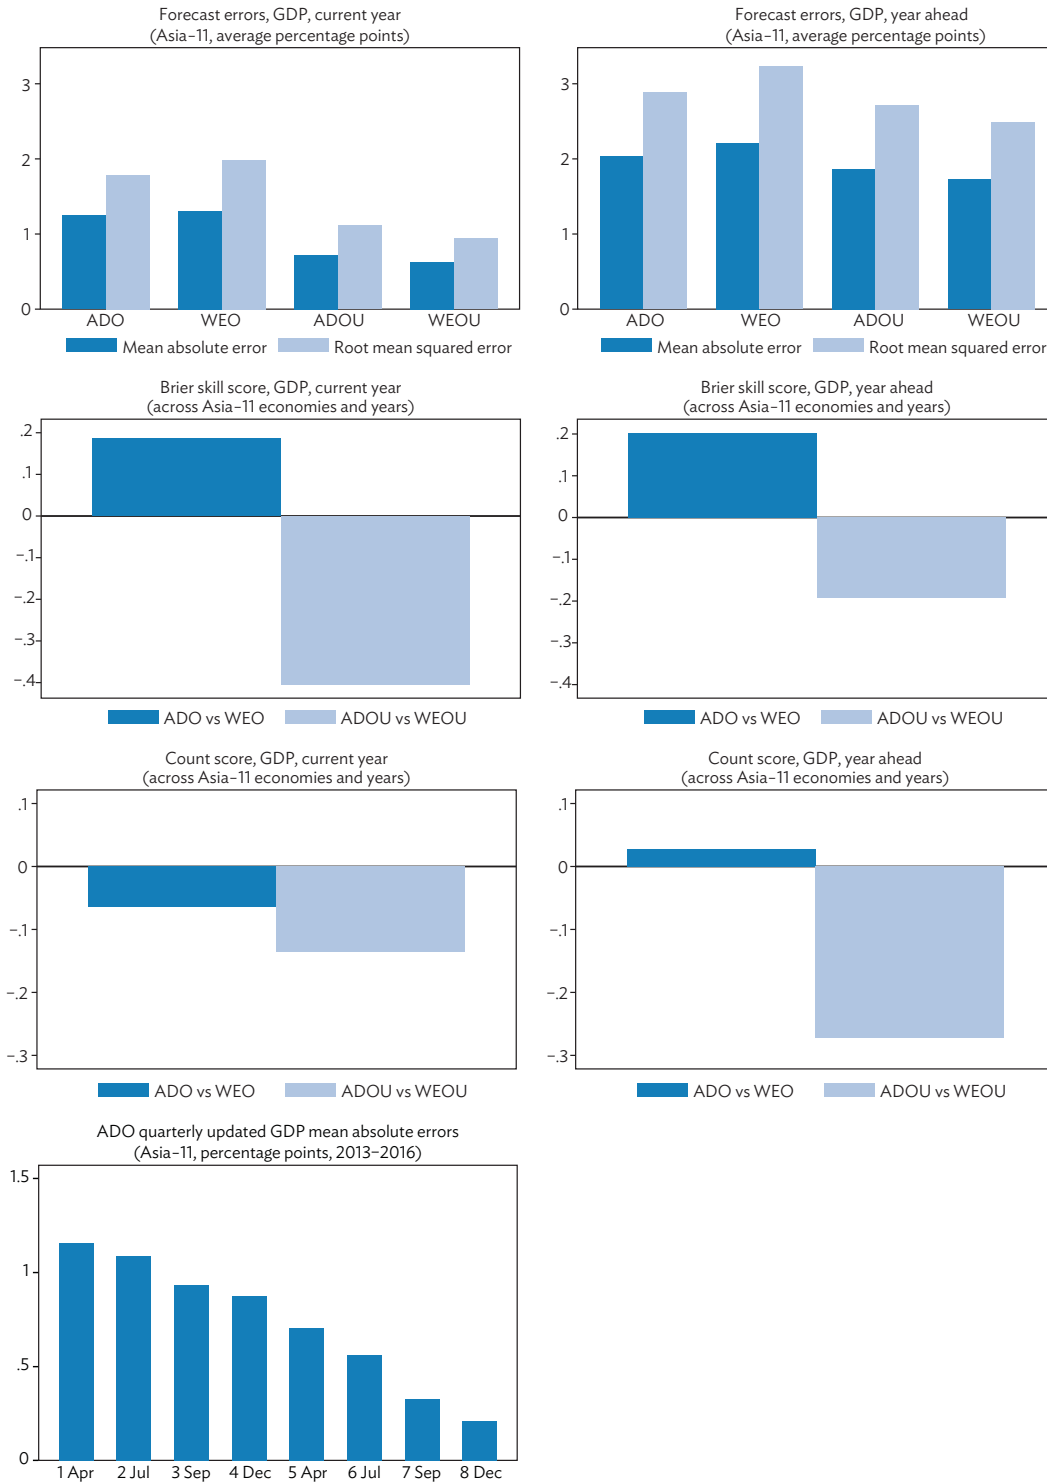 Forecast errors, GDP, current year
(Asia–11, average percentage points)
3
2
1
0
ADO WEO ADOU WEOU
Mean absolute error Root mean squared error
Forecast errors, GDP, year ahead
(Asia–11, average percentage points)
3
2
1
0
ADO WEO ADOU WEOU
Mean absolute error Root mean squared error
Brier skill score, GDP, current year
(across Asia–11 economies and years)
.2
.1
0
–.1
–.2
–.3
–.4
ADO vs WEO ADOU vs WEOU
Brier skill score, GDP, year ahead
(across Asia–11 economies and years)
.2
.1
0
–.1
–.2
–.3
–.4
ADO vs WEO ADOU vs WEOU
Count score, GDP, current year
(across Asia–11 economies and years)
.1
0
–.1
–.2
–.3
ADO vs WEO ADOU vs WEOU
Count score, GDP, year ahead
(across Asia–11 economies and years)
.1
0
–.1
–.2
–.3
ADO vs WEO ADOU vs WEOU
ADO quarterly updated GDP mean absolute errors
(Asia–11, percentage points, 2013–2016)
1.5
1
.5
0
1 Apr 2 Jul 3 Sep 4 Dec 5 Apr 6 Jul 7 Sep 8 Dec